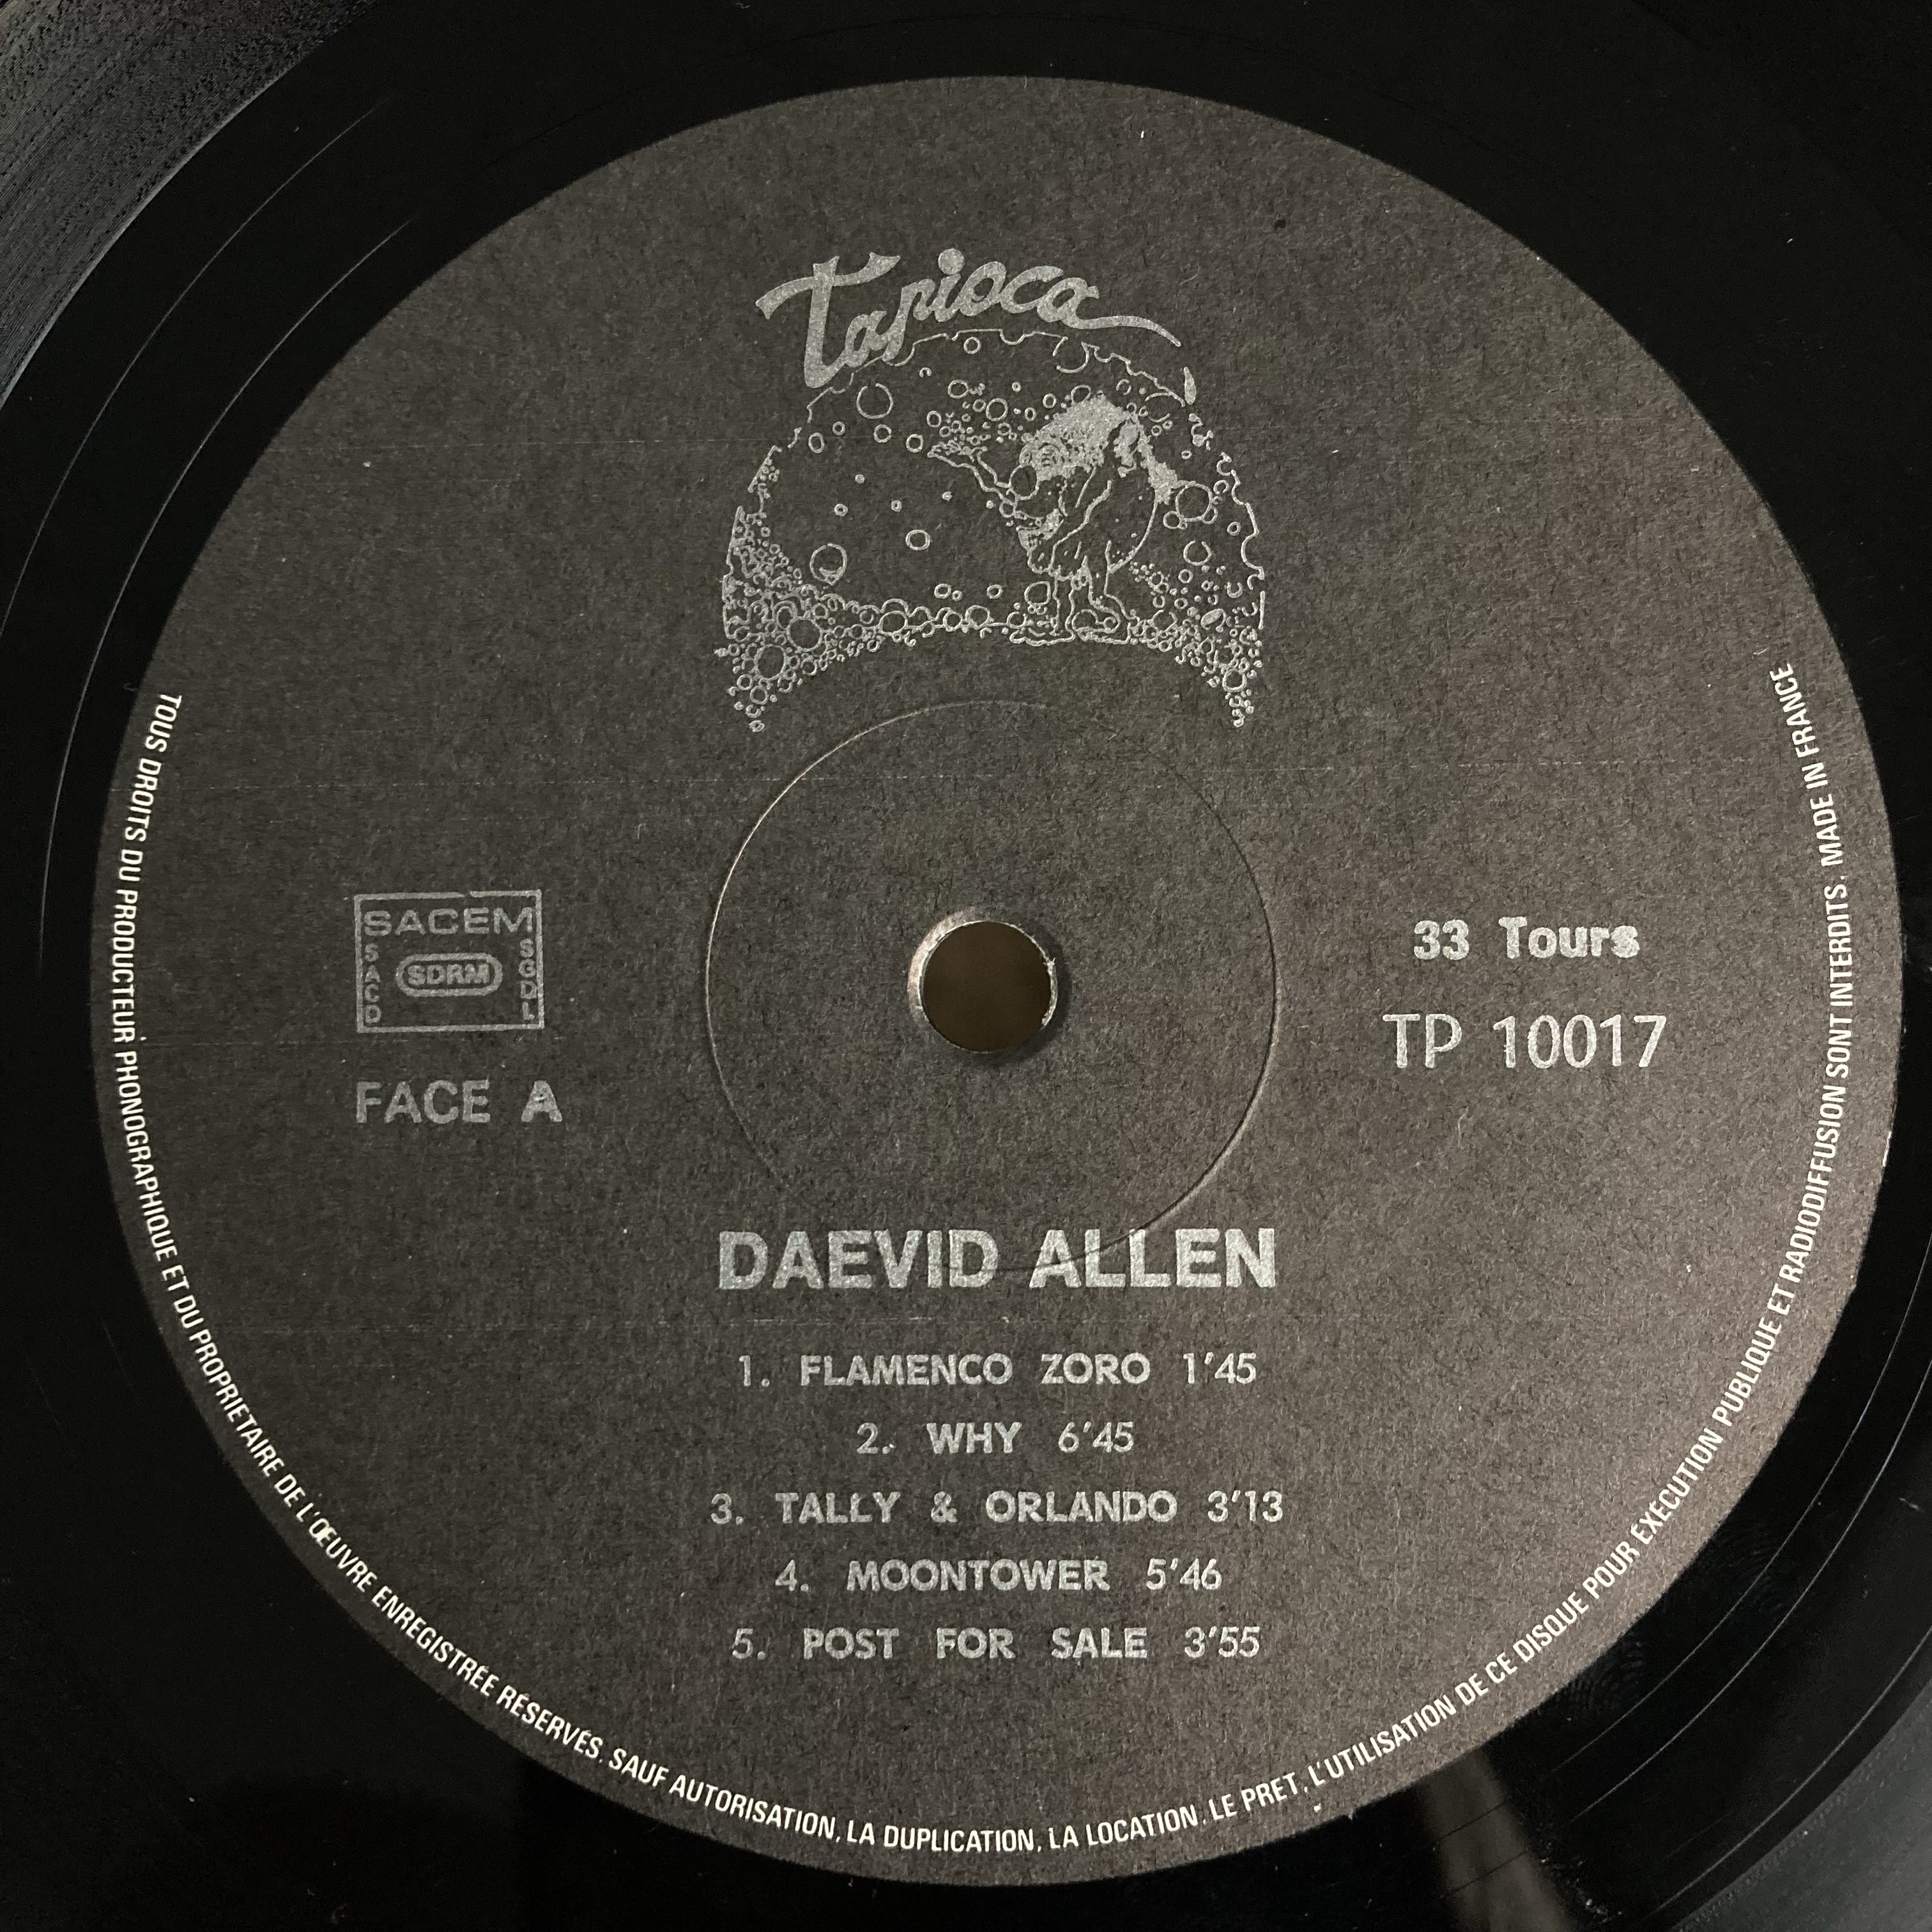 Tapioca
SACEM
SACD
SDRM
SGDL
FACE A
33 Tours
TP 10017
DAEVID ALLEN
1. FLAMENCO ZORO 1'45
2. WHY 6'45
3. TALLY & ORLANDO 3'13
4. MOONTOWER 5'46
5. POST FOR SALE 3'55
TOUS DROITS DU PRODUCTEUR PHONOGRAPHIQUE ET DU PROPRIETAIRE DE L'ŒUVRE ENREGISTRÉE RÉSERVÉS. SAUF AUTORISATION, LA DUPLICATION, LA LOCATION, LE PRET, L'UTILISATION DE CE DISQUE POUR EXECUTION PUBLIQUE ET RADIODIFFUSION SONT INTERDITS. MADE IN FRANCE